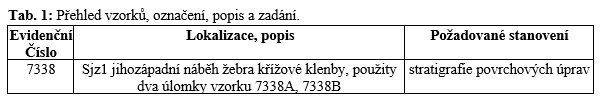 Tab. 1: Přehled vzorků, označení, popis a zadání.
Evidenční Číslo | Lokalizace, popis | Požadované stanovení
7338 | Sjz1 jihozápadní náběh žebra křížové klenby, použity dva úlomky vzorku 7338A, 7338B | stratigrafie povrchových úprav